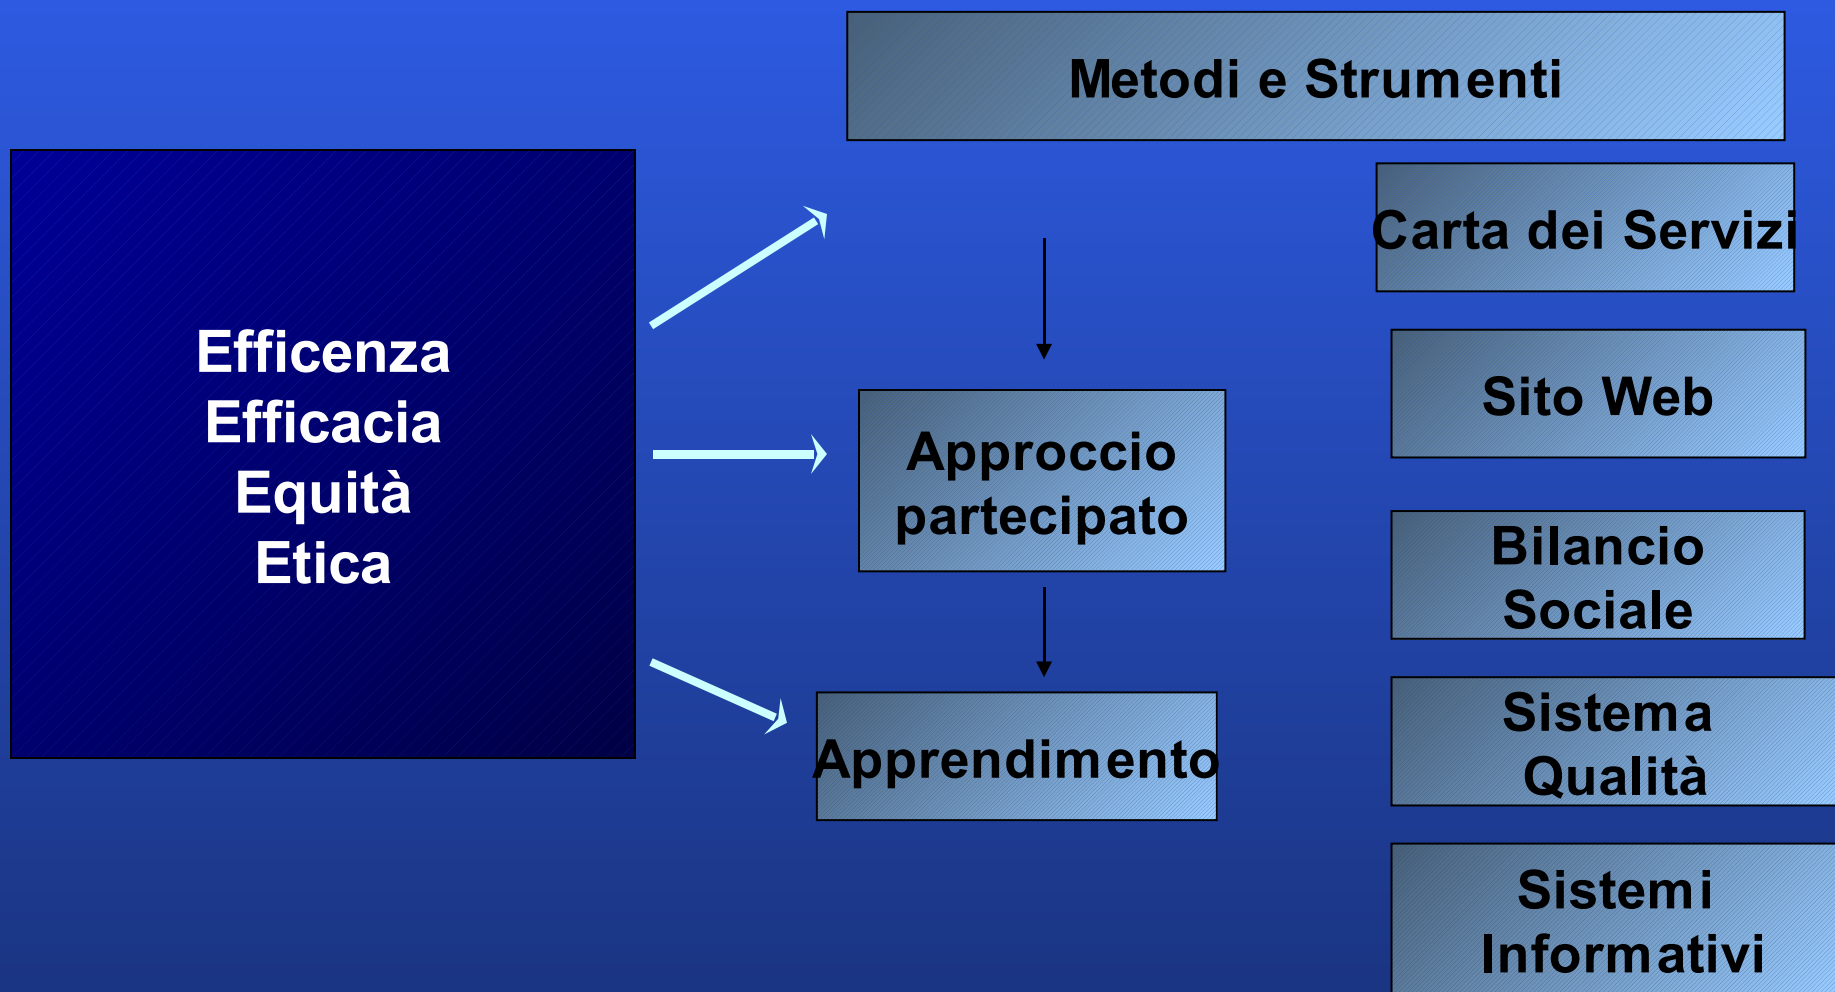 Metodi e Strumenti
Efficenza
Efficacia
Equità
Etica
Approccio
partecipato
Apprendimento
Carta dei Servizi
Sito Web
Bilancio
Sociale
Sistema
Qualità
Sistemi
Informativi